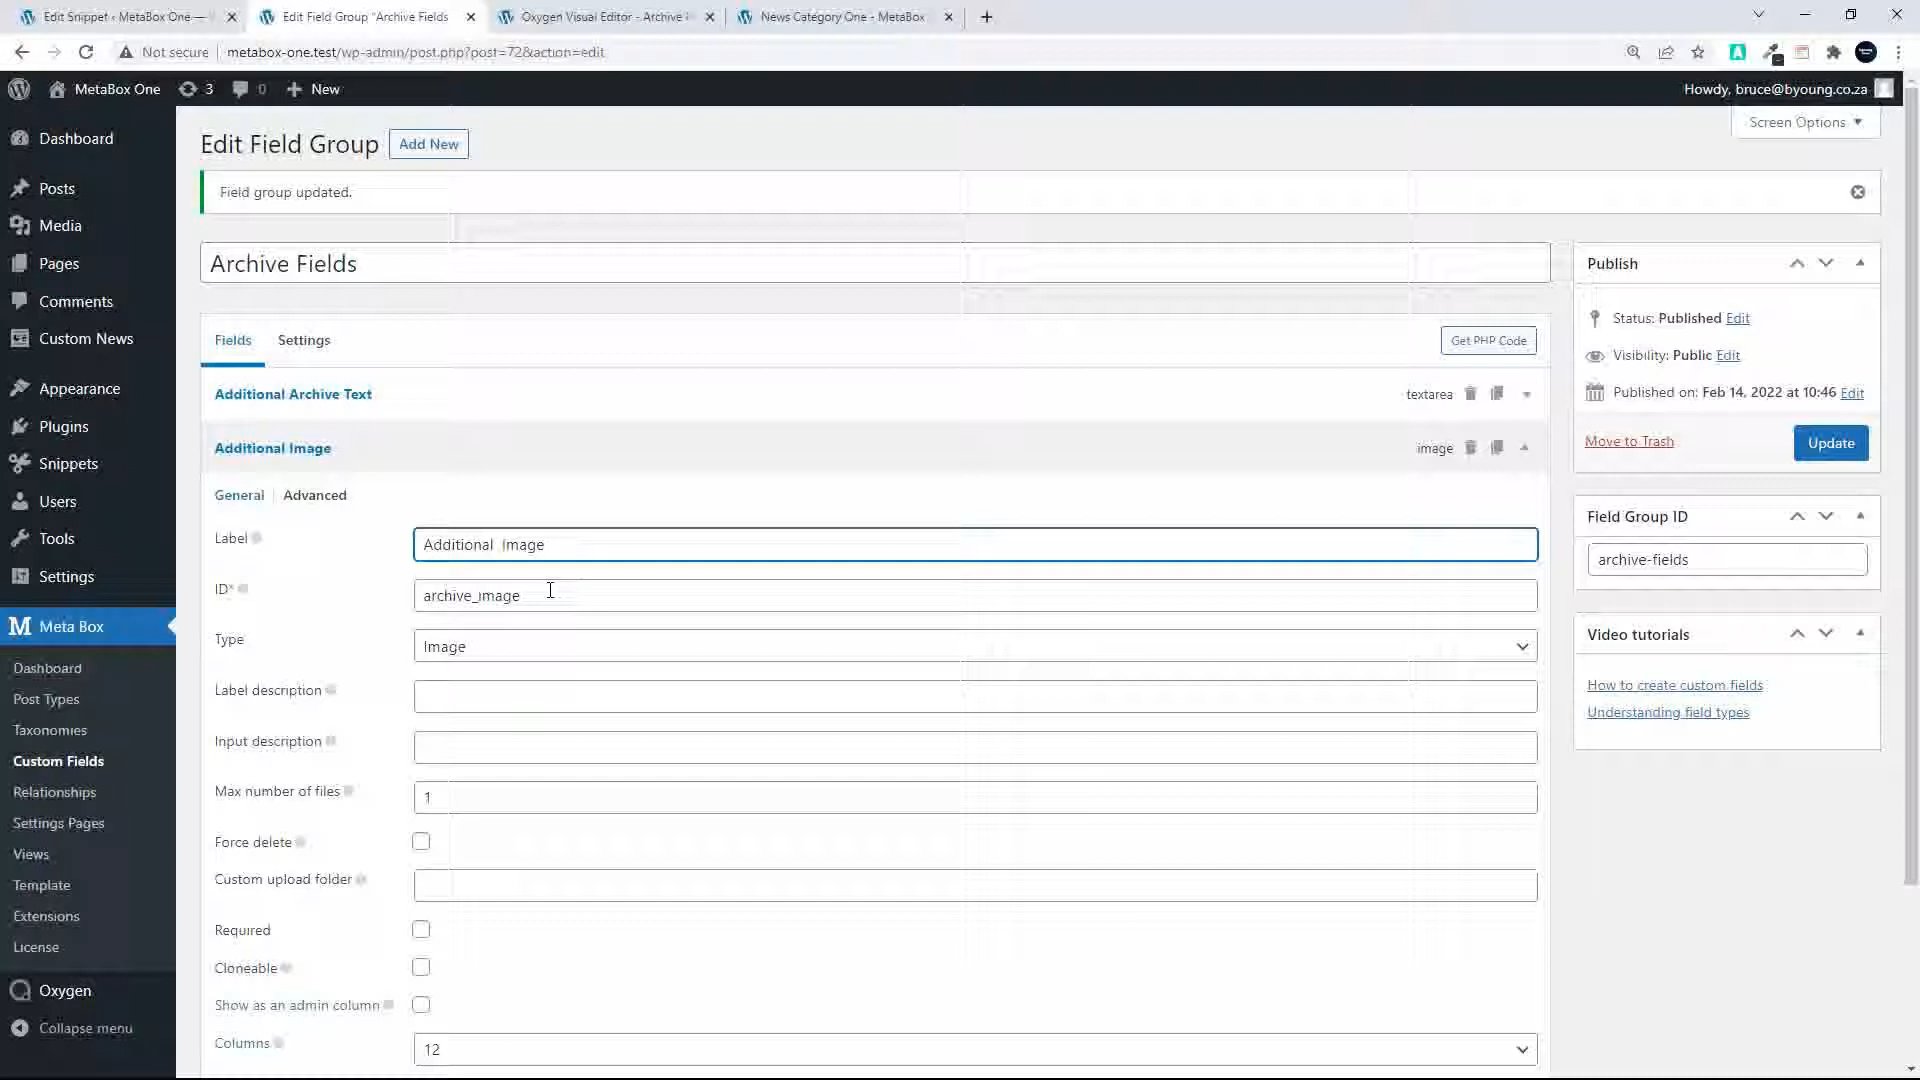 Edit Snippet ‹ MetaBox One —
Edit Field Group "Archive Fields
Oxygen Visual Editor - Archive
News Category One - MetaBox
Not secure
metabox-one.test/wp-admin/post.php?post=72&action=edit
MetaBox One
3
0
New
Howdy, bruce@byoung.co.za
Screen Options
Dashboard
Posts
Media
Pages
Comments
Custom News
Appearance
Plugins
Snippets
Users
Tools
Settings
Meta Box
Dashboard
Post Types
Taxonomies
Custom Fields
Relationships
Settings Pages
Views
Template
Extensions
License
Oxygen
Collapse menu
Edit Field Group
Add New
Field group updated.
Archive Fields
Fields
Settings
Get PHP Code
Additional Archive Text
textarea
Additional Image
image
General
Advanced
Label
Additional Image
ID*
archive_image
Type
Image
Label description
Input description
Max number of files
1
Force delete
Custom upload folder
Required
Cloneable
Show as an admin column
Columns
12
Publish
Status: Published Edit
Visibility: Public Edit
Published on: Feb 14, 2022 at 10:46 Edit
Move to Trash
Update
Field Group ID
archive-fields
Video tutorials
How to create custom fields
Understanding field types